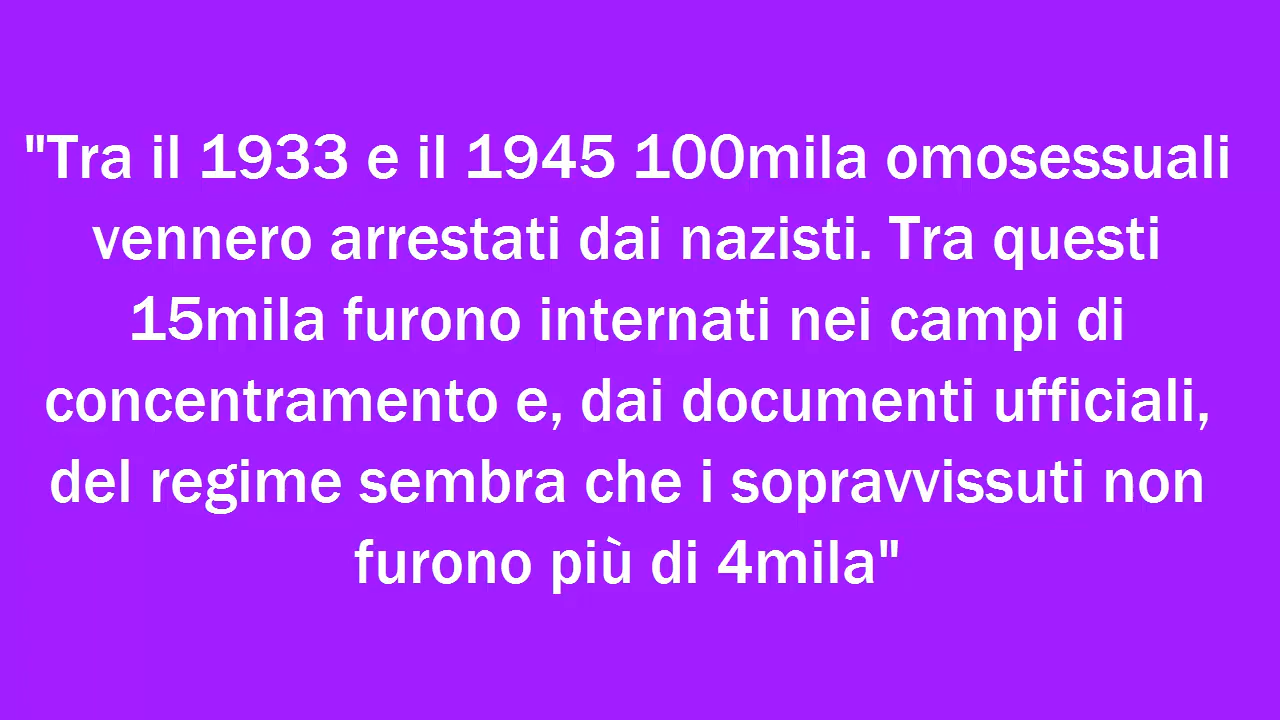 "Tra il 1933 e il 1945 100mila omosessuali
vennero arrestati dai nazisti. Tra questi
15mila furono internati nei campi di
concentramento e, dai documenti ufficiali,
del regime sembra che i sopravvissuti non
furono più di 4mila"